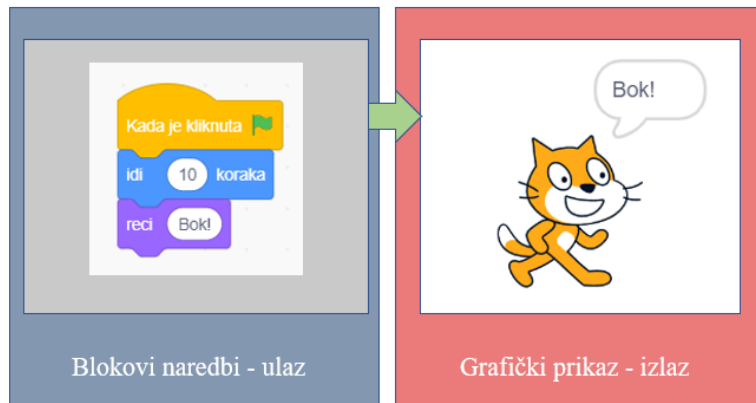 Kada je kliknuta
idi 10 koraka
reci Bok!
Blokovi naredbi - ulaz
Bok!
Grafički prikaz - izlaz